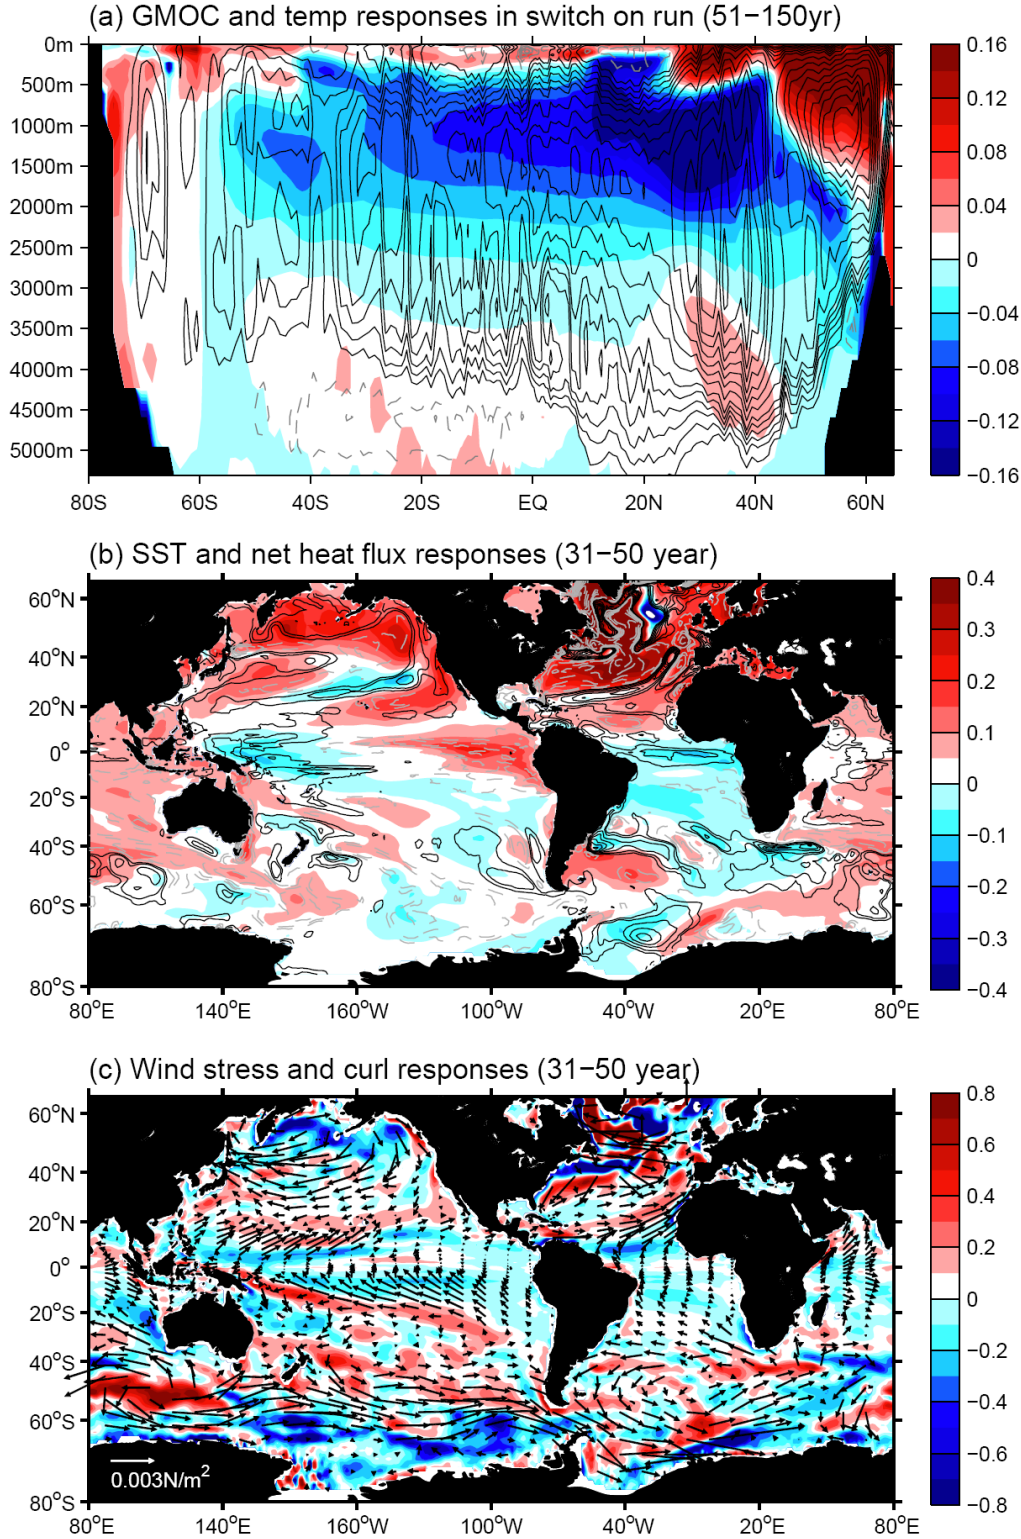 (a) GMOC and temp responses in switch on run (51−150yr)
0m
500m
1000m
1500m
2000m
2500m
3000m
3500m
4000m
4500m
5000m
80S 60S 40S 20S EQ 20N 40N 60N
0.16
0.12
0.08
0.04
0
−0.04
−0.08
−0.12
−0.16
(b) SST and net heat flux responses (31−50 year)
60°N
40°N
20°N
0°
20°S
40°S
60°S
80°S
80°E 140°E 160°W 100°W 40°W 20°E 80°E
0.4
0.3
0.2
0.1
0
−0.1
−0.2
−0.3
−0.4
(c) Wind stress and curl responses (31−50 year)
60°N
40°N
20°N
0°
20°S
40°S
60°S
80°S
0.003N/m²
80°E 140°E 160°W 100°W 40°W 20°E 80°E
0.8
0.6
0.4
0.2
0
−0.2
−0.4
−0.6
−0.8